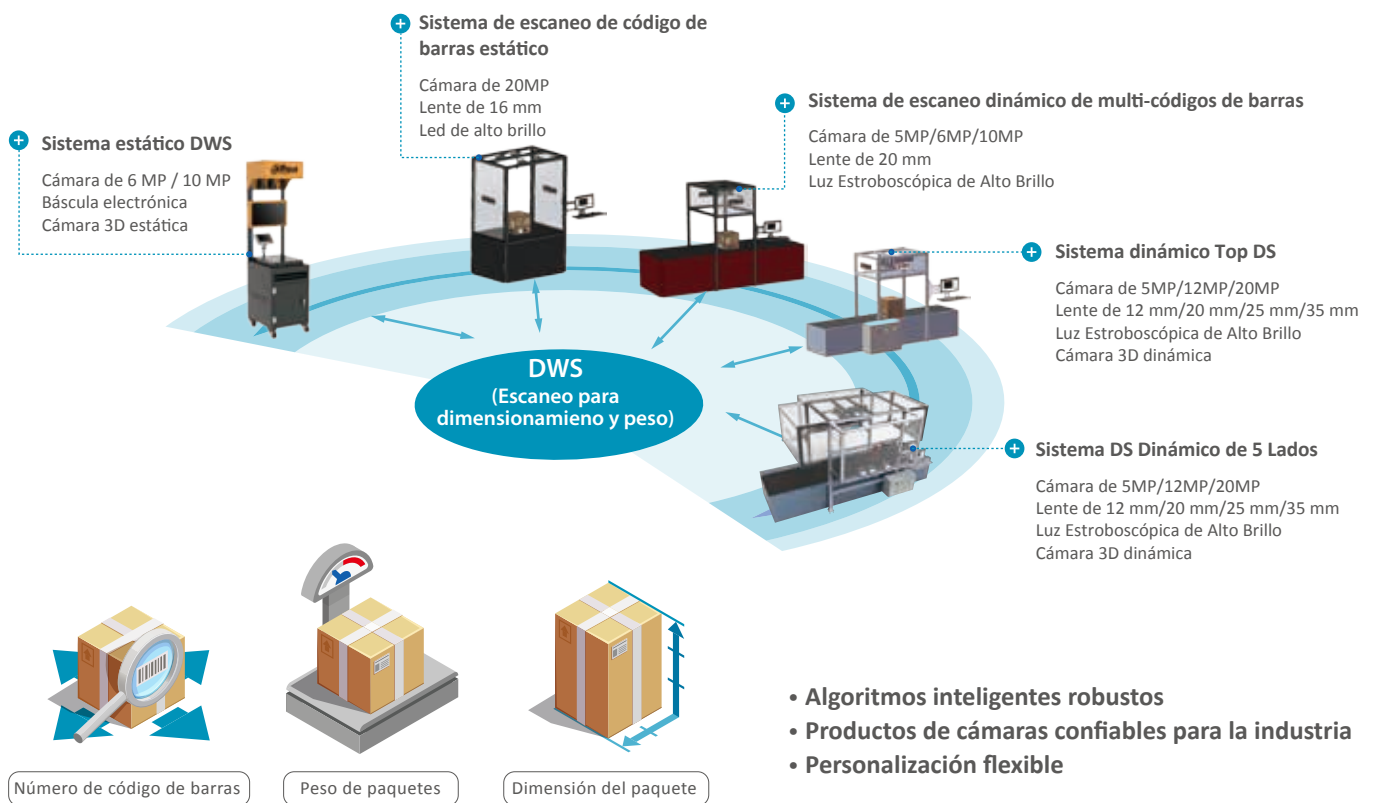 Sistema de escaneo de código de
barras estático
Cámara de 20MP
Lente de 16 mm
Led de alto brillo
Sistema de escaneo dinámico de multi-códigos de barras
Cámara de 5MP/6MP/10MP
Lente de 20 mm
Luz Estroboscópica de Alto Brillo
Sistema estático DWS
Cámara de 6 MP / 10 MP
Báscula electrónica
Cámara 3D estática
Sistema dinámico Top DS
Cámara de 5MP/12MP/20MP
Lente de 12 mm/20 mm/25 mm/35 mm
Luz Estroboscópica de Alto Brillo
Cámara 3D dinámica
DWS
(Escaneo para
dimensionamieno y peso)
Sistema DS Dinámico de 5 Lados
Cámara de 5MP/12MP/20MP
Lente de 12 mm/20 mm/25 mm/35 mm
Luz Estroboscópica de Alto Brillo
Cámara 3D dinámica
• Algoritmos inteligentes robustos
• Productos de cámaras confiables para la industria
• Personalización flexible
Número de código de barras
Peso de paquetes
Dimensión del paquete